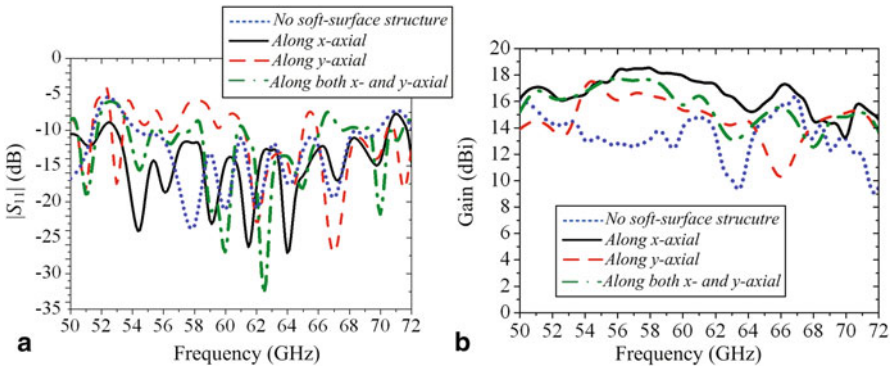 No soft-surface structure
Along x-axial
Along y-axial
Along both x- and y-axial
0
-5
-10
-15
-20
-25
-30
-35
|S11| (dB)
50 52 54 56 58 60 62 64 66 68 70 72
Frequency (GHz)
a
20
18
16
14
12
10
8
6
4
2
0
Gain (dBi)
No soft-surface strucutre
Along x-axial
Along y-axial
Along both x- and y-axial
50 52 54 56 58 60 62 64 66 68 70 72
Frequency (GHz)
b